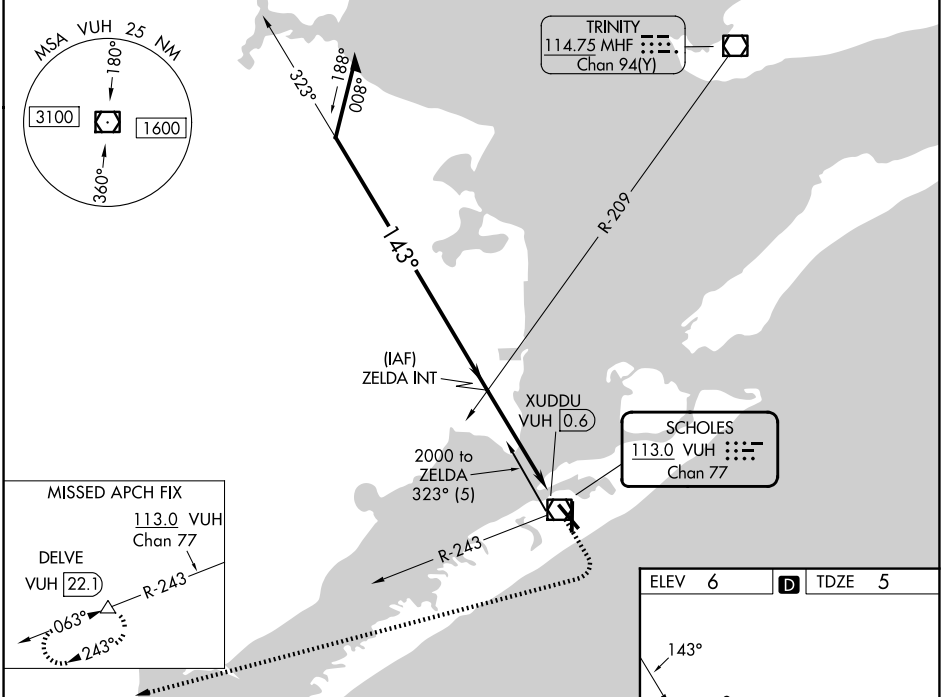 MSA VUH 25 NM
180°
3100
1600
360°
323°
188°
008°
TRINITY
114.75 MHF
Chan 94(Y)
R-209
143°
(IAF)
ZELDA INT
XUDDU
VUH 0.6
SCHOLES
113.0 VUH
Chan 77
2000 to
ZELDA
323° (5)
R-243
MISSED APCH FIX
113.0 VUH
Chan 77
DELVE
VUH 22.1
R-243
063°
243°
ELEV 6 D TDZE 5
143°